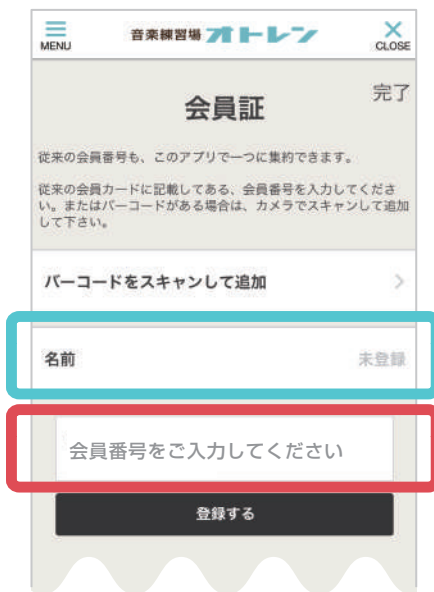 MENU
音楽練習場 オトレン
CLOSE
完了
会員証
従来の会員番号も、このアプリで一つに集約できます。
従来の会員カードに記載してある、会員番号を入力してくださ
い。またはバーコードがある場合は、カメラでスキャンして追加
して下さい。
バーコードをスキャンして追加
名前
未登録
会員番号をご入力してください
登録する